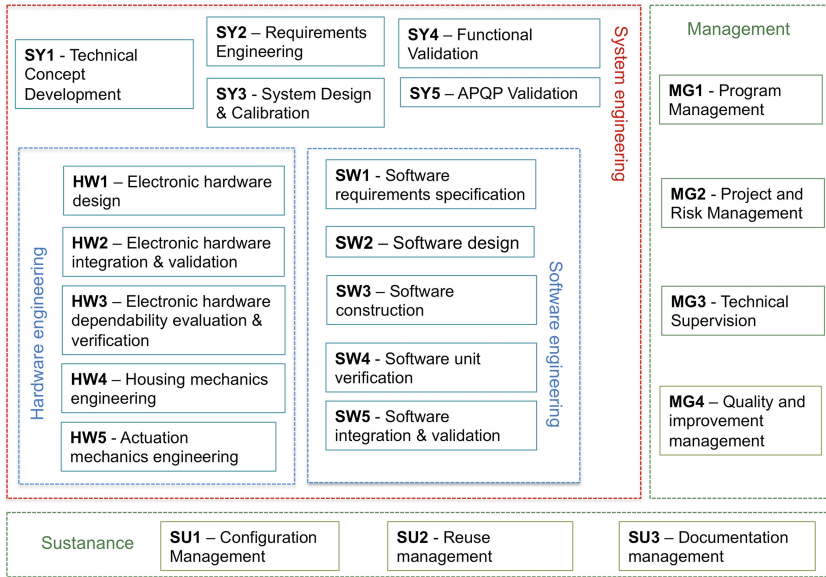 SY1 - Technical
Concept
Development
SY2 – Requirements
Engineering
SY3 - System Design
& Calibration
SY4 – Functional
Validation
SY5 – APQP Validation
System engineering
Hardware engineering
HW1 – Electronic hardware
design
HW2 – Electronic hardware
integration & validation
HW3 – Electronic hardware
dependability evaluation &
verification
HW4 – Housing mechanics
engineering
HW5 - Actuation
mechanics engineering
SW1 - Software
requirements specification
SW2 – Software design
SW3 – Software
construction
SW4 - Software unit
verification
SW5 - Software
integration & validation
Software engineering
Management
MG1 - Program
Management
MG2 - Project and
Risk Management
MG3 - Technical
Supervision
MG4 – Quality and
improvement
management
Sustanance
SU1 – Configuration
Management
SU2 - Reuse
management
SU3 – Documentation
management